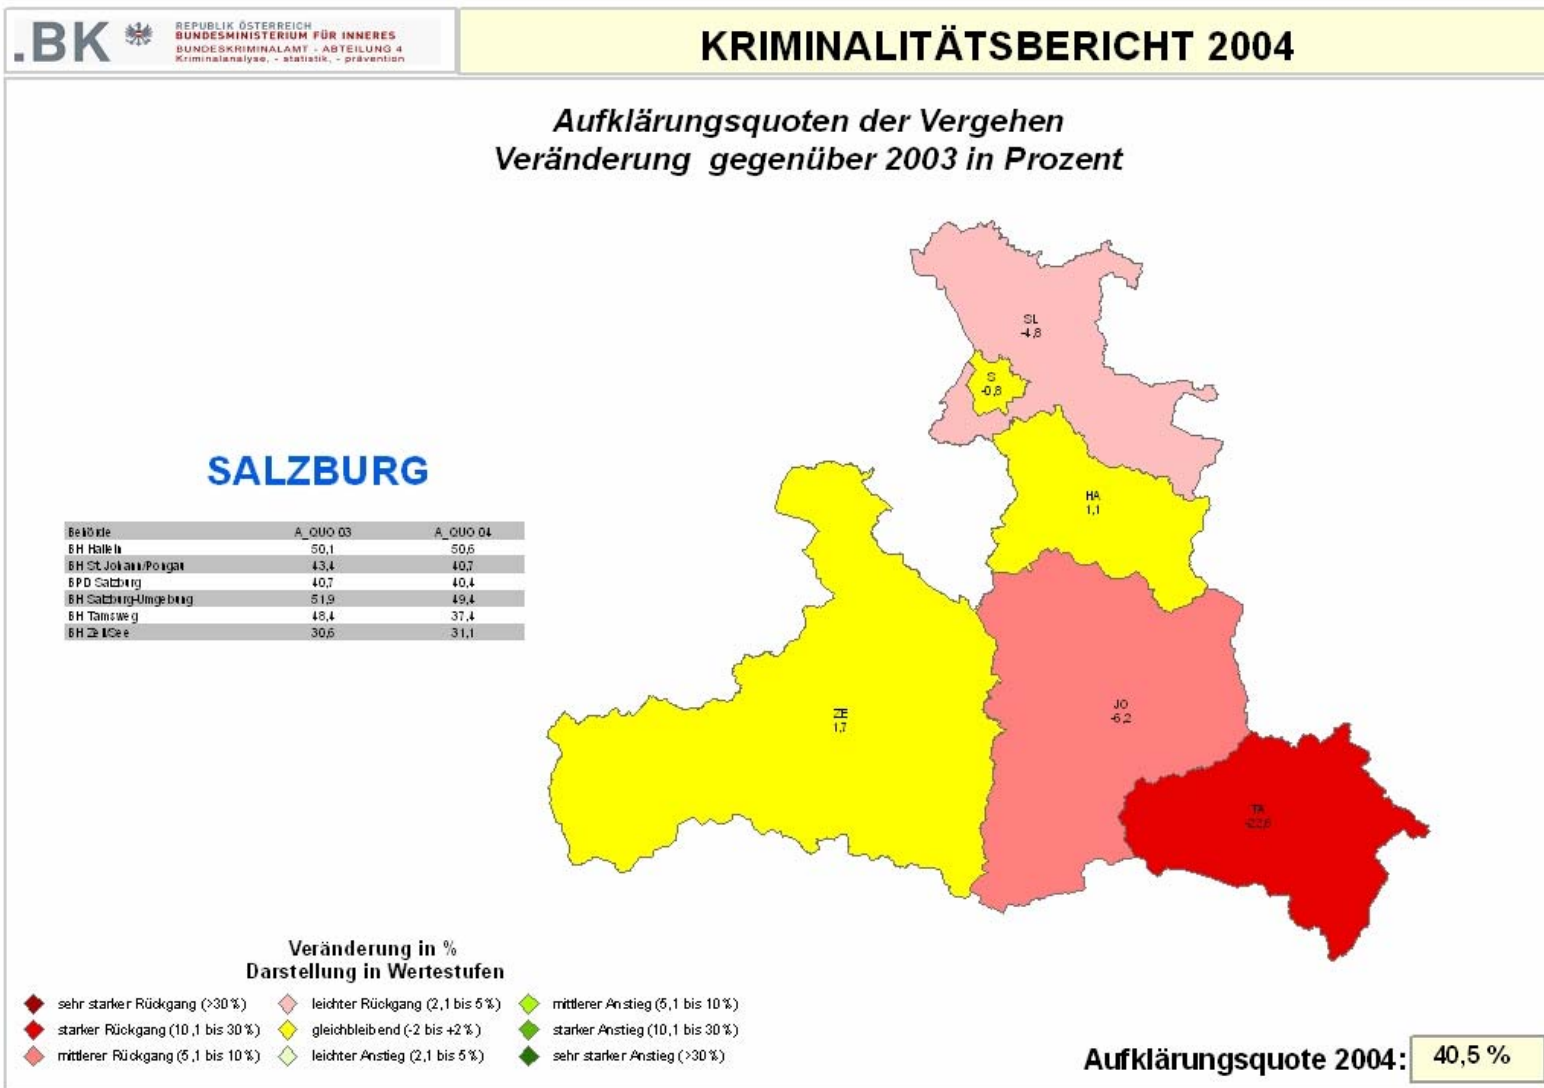 .BK
REPUBLIK ÖSTERREICH
BUNDESMINISTERIUM FÜR INNERES
BUNDESKRIMINALAMT - ABTEILUNG 4
Kriminalanalyse, - statistik, - prävention
KRIMINALITÄTSBERICHT 2004
Aufklärungsquoten der Vergehen
Veränderung gegenüber 2003 in Prozent
SL
-4,8
S
-0,8
HA
1,1
SALZBURG
Behörde A_QUO 03 A_QUO 04
BH Hallein 50,1 50,6
BH St. Johann/Pongau 43,4 40,7
BPD Salzburg 40,7 40,4
BH Salzburg-Umgebung 51,9 49,4
BH Tamsweg 48,4 37,4
BH Zell/See 30,6 31,1
ZE
1,7
JO
-6,2
TA
-22,6
Veränderung in %
Darstellung in Wertestufen
sehr starker Rückgang (>30%) leichter Rückgang (2,1 bis 5%) mittlerer Anstieg (5,1 bis 10%)
starker Rückgang (10,1 bis 30%) gleichbleibend (-2 bis +2%) starker Anstieg (10,1 bis 30%)
mittlerer Rückgang (5,1 bis 10%) leichter Anstieg (2,1 bis 5%) sehr starker Anstieg (>30%)
Aufklärungsquote 2004: 40,5 %